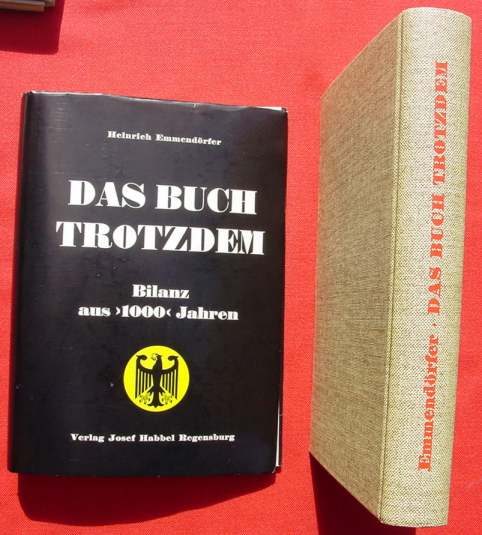 Heinrich Emmendörfer
DAS BUCH
TROTZDEM
Bilanz
aus ›1000‹ Jahren
Verlag Josef Habbel Regensburg
Emmendörfer · DAS BUCH TROTZDEM